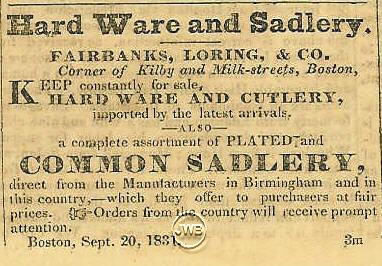 Hard Ware and Sadlery.
FAIRBANKS, LORING, & CO.
Corner of Kilby and Milk-streets, Boston,
KEEP constantly for sale,
HARD WARE AND CUTLERY,
imported by the latest arrivals.
—ALSO—
a complete assortment of PLATED and
COMMON SADLERY,
direct from the Manufacturers in Birmingham and in
this country,—which they offer to purchasers at fair
prices. ☞Orders from the country will receive prompt
attention.
Boston, Sept. 20, 1831. 3m
JWB